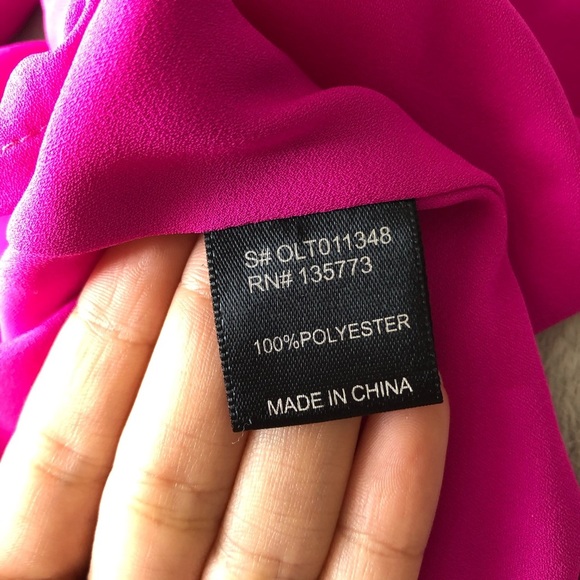 S# OLT011348
RN# 135773
100%POLYESTER
MADE IN CHINA